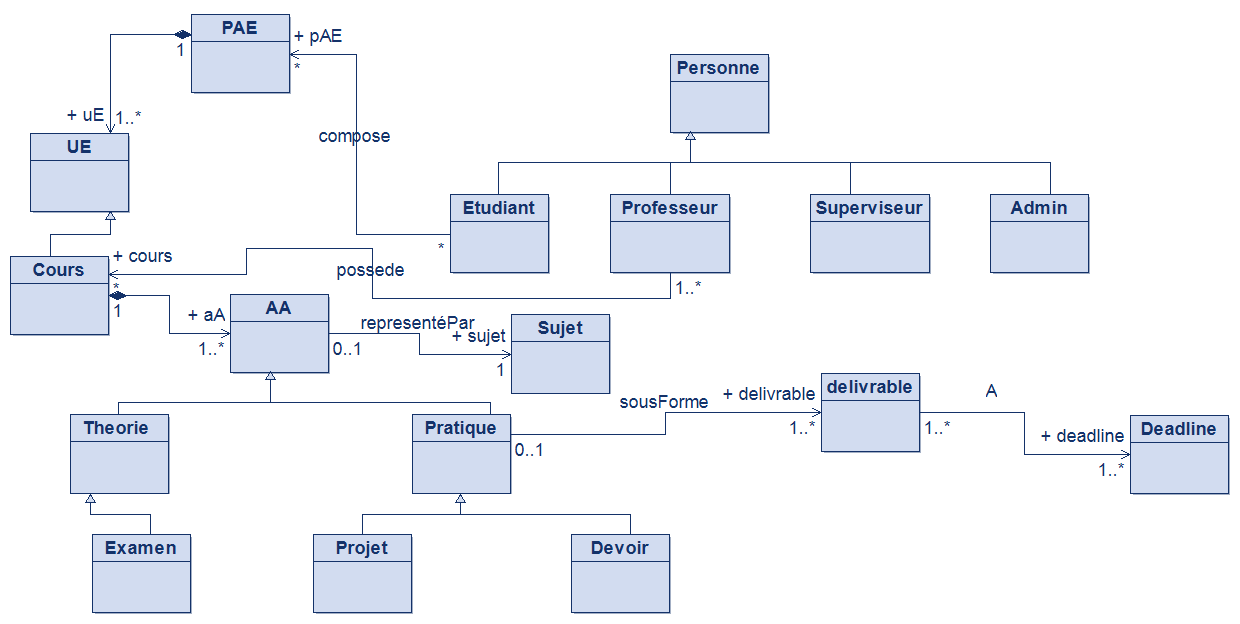 PAE
+ pAE
1
*
Personne
+ uE
1..*
compose
UE
Etudiant
Professeur
Superviseur
Admin
*
+ cours
Cours
possede
*
1..*
1
+ aA
AA
1..*
representéPar
0..1
+ sujet
1
Sujet
sousForme
+ delivrable
delivrable
A
1..*
1..*
+ deadline
1..*
Deadline
Theorie
Pratique
0..1
Examen
Projet
Devoir